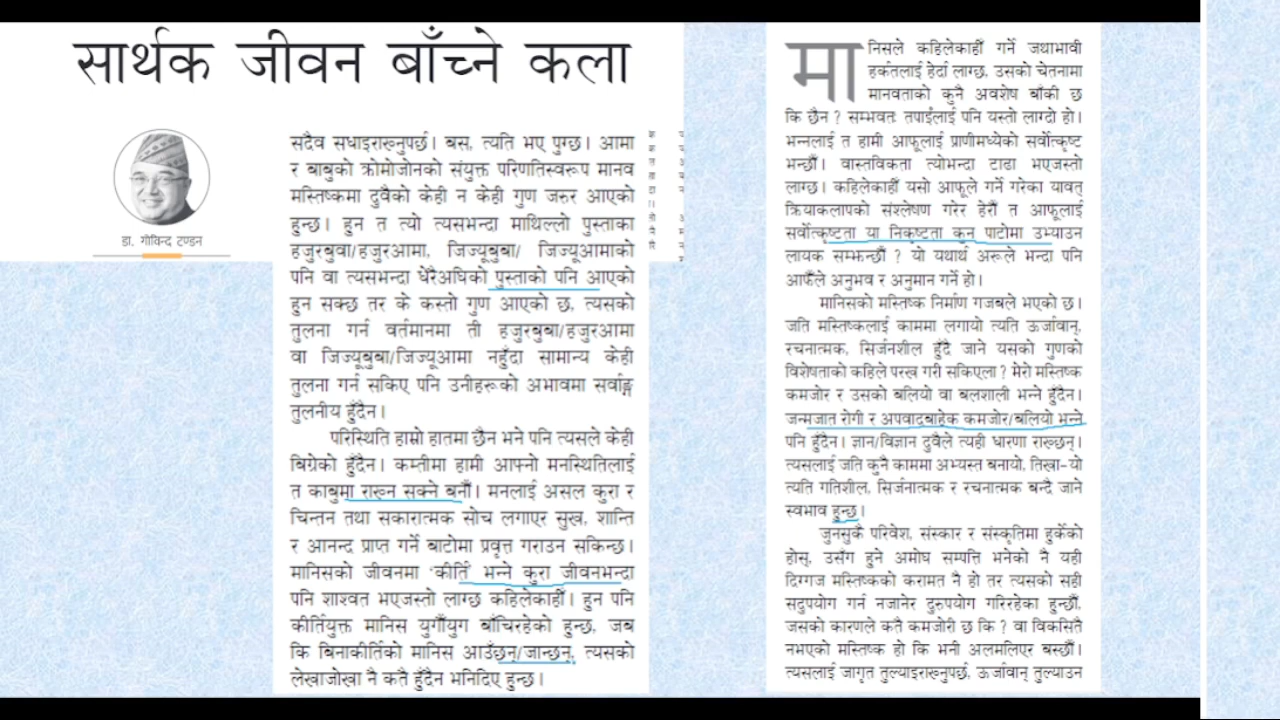 सार्थक जीवन बाँच्ने कला
डा. गोविन्द टण्डन
मानिसले कहिलेकाहीँ गर्ने जथाभावी
हर्कतलाई हेर्दा लाग्छ, उसको चेतनामा
मानवताको कुनै अवशेष बाँकी छ
कि छैन ? सम्भवतः तपाईंलाई पनि यस्तो लाग्दो हो।
भन्नलाई त हामी आफूलाई प्राणीमध्येको सर्वोत्कृष्ट
भन्छौँ। वास्तविकता त्योभन्दा टाढा भएजस्तो
लाग्छ। कहिलेकाहीँ यसो आफूले गर्ने गरेका यावत्
क्रियाकलापको संश्लेषण गरेर हेरौँ त आफूलाई
सर्वोत्कृष्टता या निकृष्टता कुन पाटोमा उभ्याउन
लायक सम्झन्छौँ ? यो यथार्थ अरूले भन्दा पनि
आफैँले अनुभव र अनुमान गर्ने हो।
मानिसको मस्तिष्क निर्माण गजबले भएको छ।
जति मस्तिष्कलाई काममा लगायो त्यति ऊर्जावान्,
रचनात्मक, सिर्जनशील हुँदै जाने यसको गुणको
विशेषताको कहिले परख गरी सकिएला ? मेरो मस्तिष्क
कमजोर र उसको बलियो वा बलशाली भन्ने हुँदैन।
जन्मजात रोगी र अपवादबाहेक कमजोर/बलियो भन्ने
पनि हुँदैन। ज्ञान/विज्ञान दुवैले त्यही धारणा राख्छन्।
त्यसलाई जति कुनै काममा अभ्यस्त बनायो, तिखा-यो
त्यति गतिशील, सिर्जनात्मक र रचनात्मक बन्दै जाने
स्वभाव हुन्छ।
जुनसुकै परिवेश, संस्कार र संस्कृतिमा हुर्केको
होस्, उसँग हुने अमोघ सम्पत्ति भनेको नै यही
दिग्गज मस्तिष्कको करामत नै हो तर त्यसको सही
सदुपयोग गर्न नजानेर दुरुपयोग गरिरहेका हुन्छौँ,
जसको कारणले कतै कमजोरी छ कि ? वा विकसितै
नभएको मस्तिष्क हो कि भनी अलमलिएर बस्छौँ।
त्यसलाई जागृत तुल्याइराख्नुपर्छ, ऊर्जावान् तुल्याउन
सदैव सधाइराख्नुपर्छ। बस, त्यति भए पुग्छ। आमा
र बाबुको क्रोमोजोनको संयुक्त परिणतिस्वरूप मानव
मस्तिष्कमा दुवैको केही न केही गुण जरुर आएको
हुन्छ। हुन त त्यो त्यसभन्दा माथिल्लो पुस्ताका
हजुरबुवा/हजुरआमा, जिज्यूबुबा/ जिज्यूआमाको
पनि वा त्यसभन्दा धेरैअघिको पुस्ताको पनि आएको
हुन सक्छ तर के कस्तो गुण आएको छ, त्यसको
तुलना गर्न वर्तमानमा ती हजुरबुबा/हजुरआमा
वा जिज्यूबुबा/जिज्यूआमा नहुँदा सामान्य केही
तुलना गर्न सकिए पनि उनीहरूको अभावमा सर्वाङ्ग
तुलनीय हुँदैन।
परिस्थिति हाम्रो हातमा छैन भने पनि त्यसले केही
बिग्रेको हुँदैन। कम्तीमा हामी आफ्नो मनस्थितिलाई
त काबुमा राख्न सक्ने बनौँ। मनलाई असल कुरा र
चिन्तन तथा सकारात्मक सोच लगाएर सुख, शान्ति
र आनन्द प्राप्त गर्ने बाटोमा प्रवृत्त गराउन सकिन्छ।
मानिसको जीवनमा 'कीर्ति' भन्ने कुरा जीवनभन्दा
पनि शाश्वत भएजस्तो लाग्छ कहिलेकाहीँ। हुन पनि
कीर्तियुक्त मानिस युगौँयुग बाँचिरहेको हुन्छ, जब
कि बिनाकीर्तिको मानिस आउँछन्/जान्छन्, त्यसको
लेखाजोखा नै कतै हुँदैन भनिदिए हुन्छ।